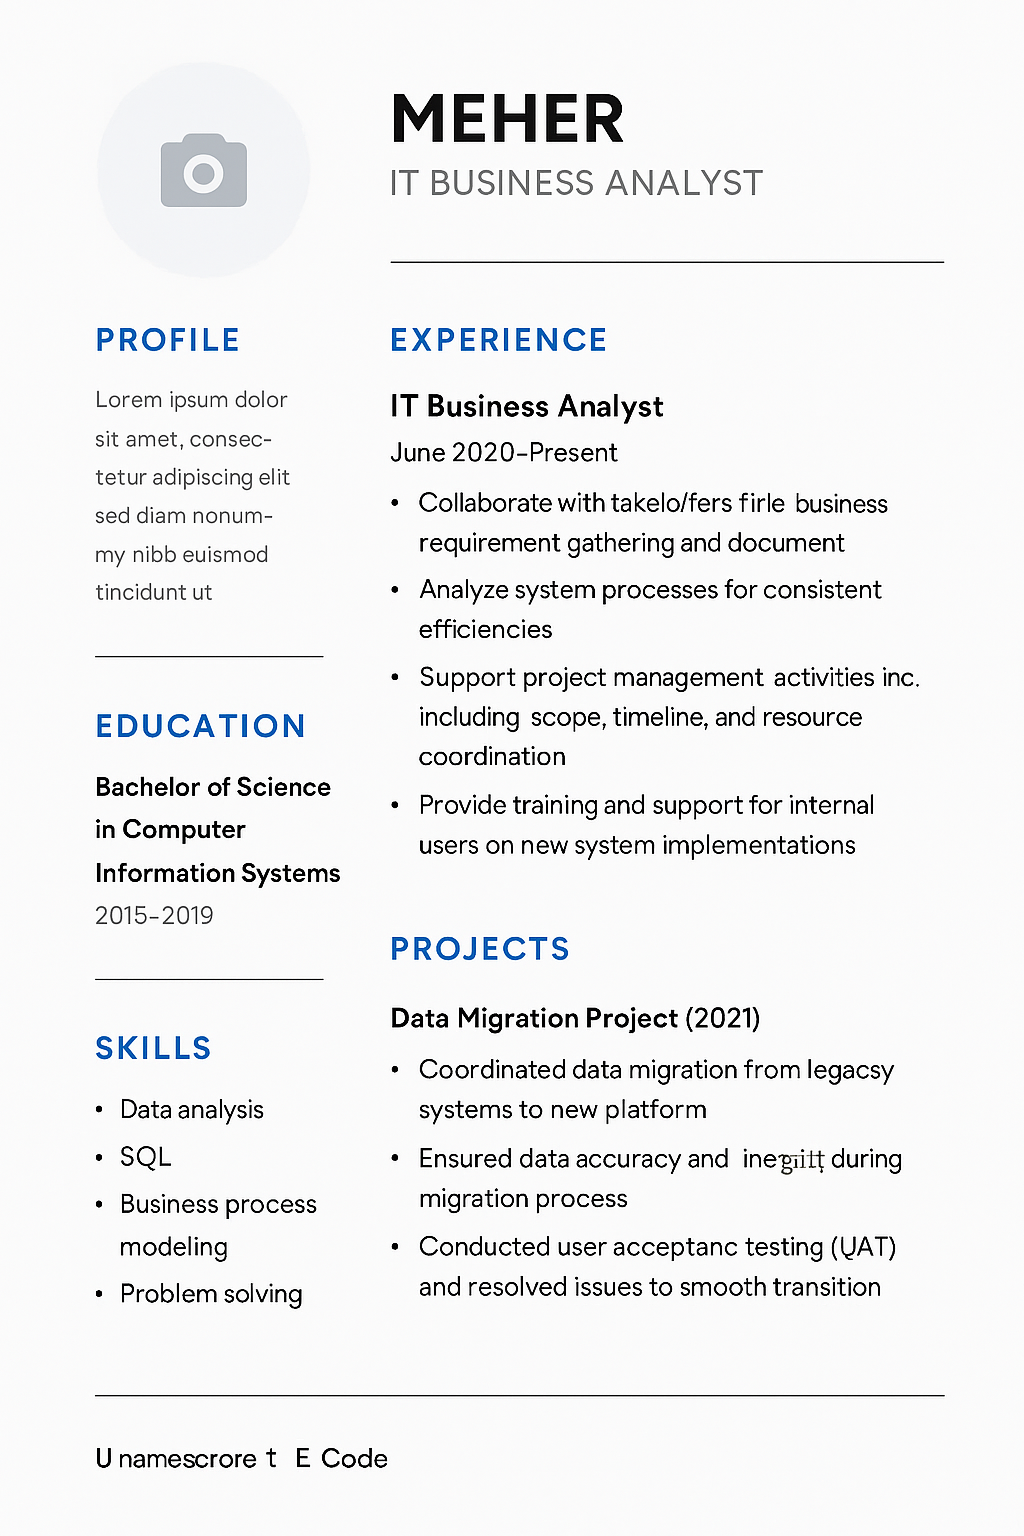 MEHER
IT BUSINESS ANALYST
PROFILE
Lorem ipsum dolor
sit amet, consec-
tetur adipiscing elit
sed diam nonum-
my nibb euismod
tincidunt ut
EDUCATION
Bachelor of Science
in Computer
Information Systems
2015–2019
SKILLS
• Data analysis
• SQL
• Business process
modeling
• Problem solving
EXPERIENCE
IT Business Analyst
June 2020–Present
• Collaborate with takelo/fers firle business
requirement gathering and document
• Analyze system processes for consistent
efficiencies
• Support project management activities inc.
including scope, timeline, and resource
coordination
• Provide training and support for internal
users on new system implementations
PROJECTS
Data Migration Project (2021)
• Coordinated data migration from legacsy
systems to new platform
• Ensured data accuracy and during
migration process
• Conducted user acceptanc testing (UAT)
and resolved issues to smooth transition
U namescrore t E Code